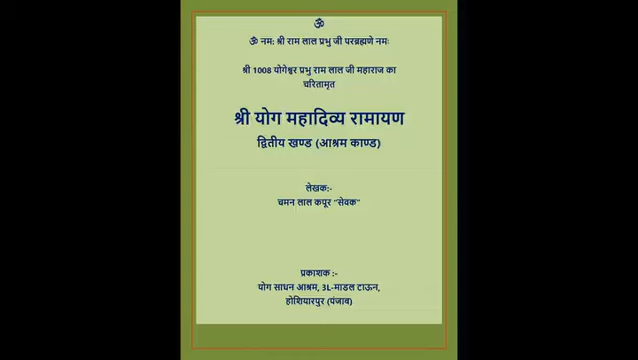 ॐ
ॐ नमः श्री राम लाल प्रभु जी परब्रह्मणे नमः
श्री 1008 योगेश्वर प्रभु राम लाल जी महाराज का
चरितामृत
श्री योग महादिव्य रामायण
द्वितीय खण्ड (आश्रम काण्ड)
लेखक:-
चमन लाल कपूर "सेवक"
प्रकाशक :-
योग साधन आश्रम, 3L-माडल टाऊन,
होशियारपुर (पंजाब)